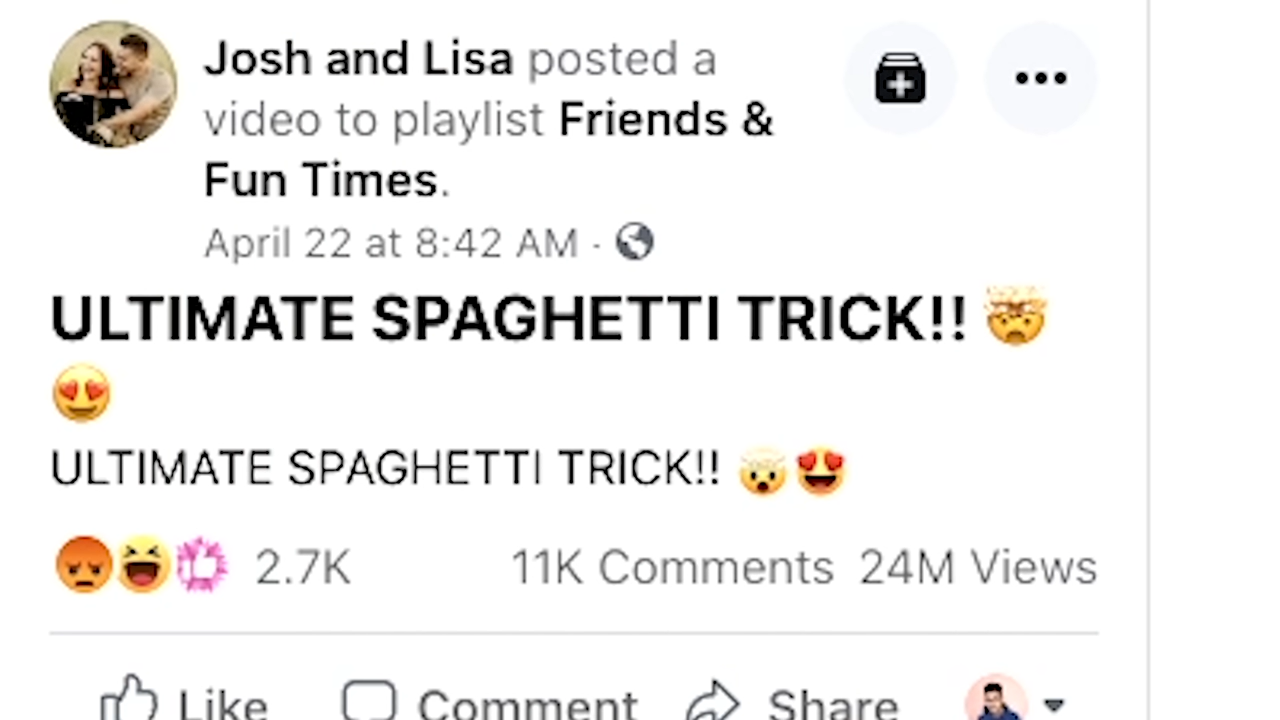 Josh and Lisa posted a
video to playlist Friends &
Fun Times.
April 22 at 8:42 AM ·
ULTIMATE SPAGHETTI TRICK!! 🤯
😍
ULTIMATE SPAGHETTI TRICK!! 🤯😍
2.7K 11K Comments 24M Views
Like Comment Share